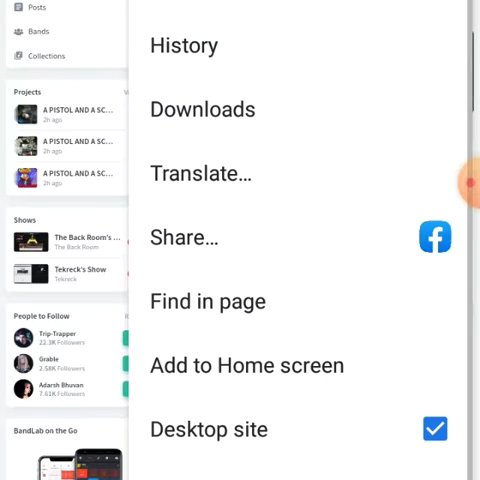 Posts
Bands
Collections
Projects
A PISTOL AND A SC...
2h ago
A PISTOL AND A SC...
2h ago
A PISTOL AND A SC...
2h ago
Shows
The Back Room's ...
The Back Room
Tekreck's Show
Tekreck
People to Follow
Trip-Trapper
22.3K Followers
Grable
2.58K Followers
Adarsh Bhuvan
7.61K Followers
BandLab on the Go
History
Downloads
Translate...
Share...
Find in page
Add to Home screen
Desktop site